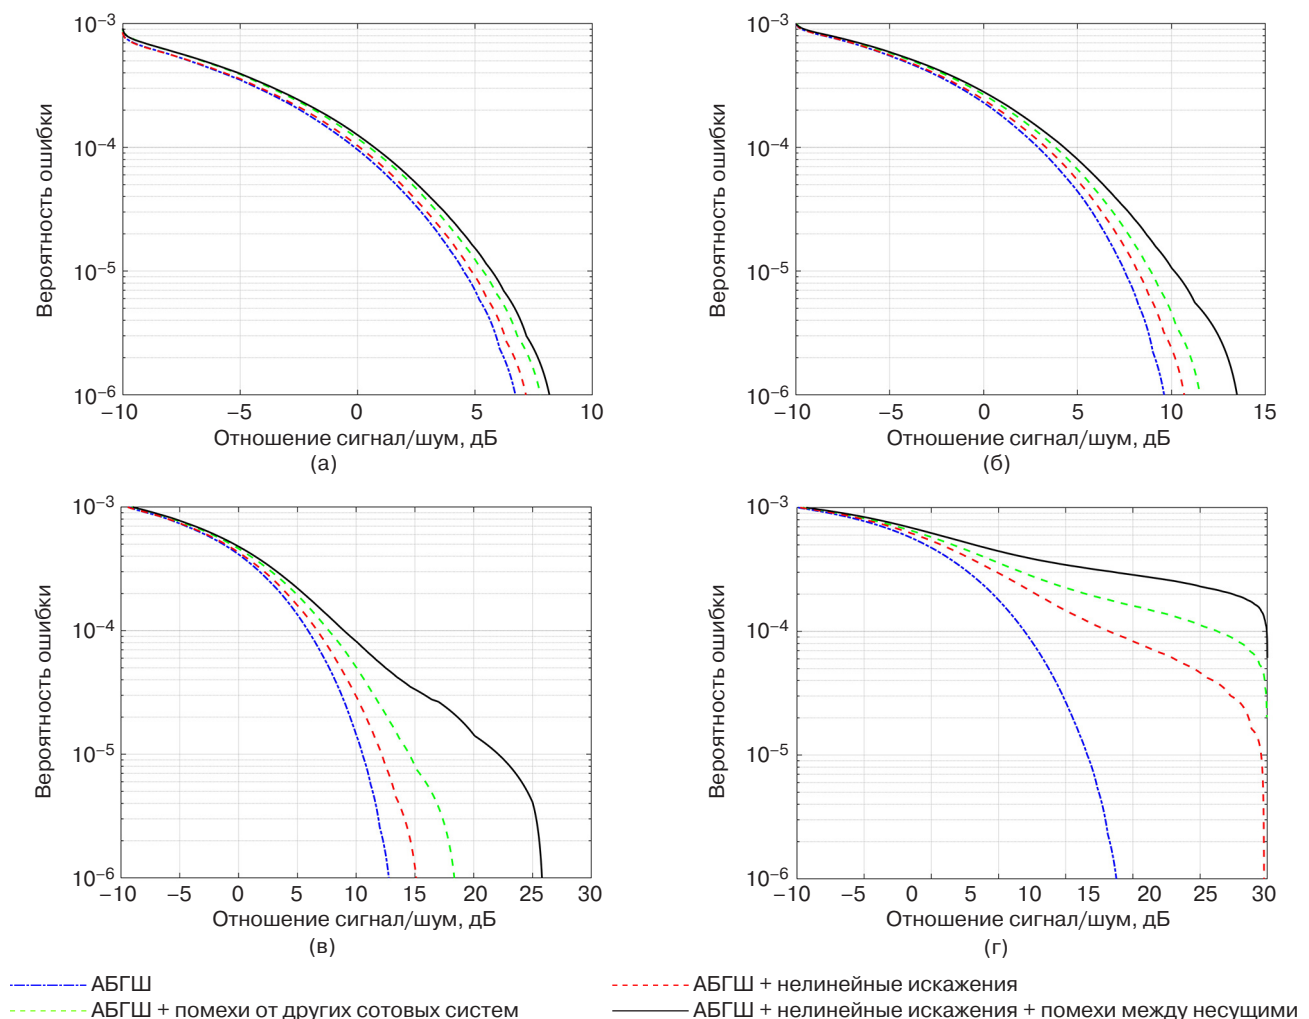 10⁻³
10⁻⁴
10⁻⁵
10⁻⁶
Вероятность ошибки
−10 −5 0 5 10
Отношение сигнал/шум, дБ
(а)
10⁻³
10⁻⁴
10⁻⁵
10⁻⁶
Вероятность ошибки
−10 −5 0 5 10 15
Отношение сигнал/шум, дБ
(б)
10⁻³
10⁻⁴
10⁻⁵
10⁻⁶
Вероятность ошибки
−10 −5 0 5 10 15 20 25 30
Отношение сигнал/шум, дБ
(в)
10⁻³
10⁻⁴
10⁻⁵
10⁻⁶
Вероятность ошибки
−10 −5 0 5 10 15 20 20 30
Отношение сигнал/шум, дБ
(г)
АБГШ
АБГШ + нелинейные искажения
АБГШ + помехи от других сотовых систем
АБГШ + нелинейные искажения + помехи между несущими